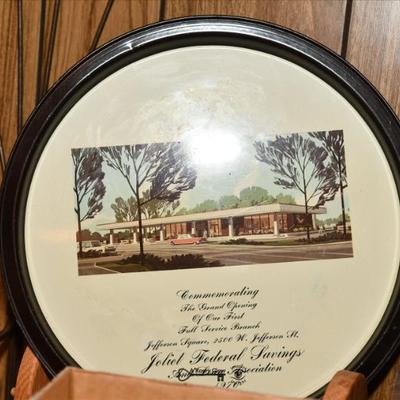 Commemorating
The Grand Opening
Of Our First
Full Service Branch
Jefferson Square, 2500 W. Jefferson St.
Joliet Federal Savings
Association